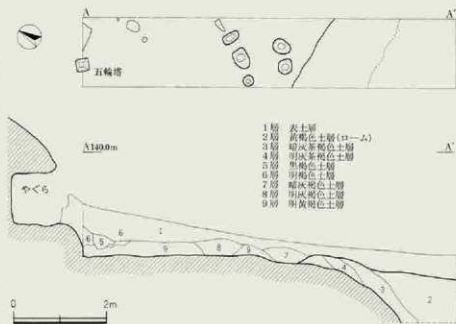 A
A'
五輪塔
A 140.0m
A'
1層 表土層
2層 黄褐色土層(ローム)
3層 暗灰茶褐色土層
4層 明灰茶褐色土層
5層 黒褐色土層
6層 明褐色土層
7層 暗灰褐色土層
8層 明灰褐色土層
9層 明黄褐色土層
やぐら
6
5
6
1
9
8
9
7
4
3
2
0
2m